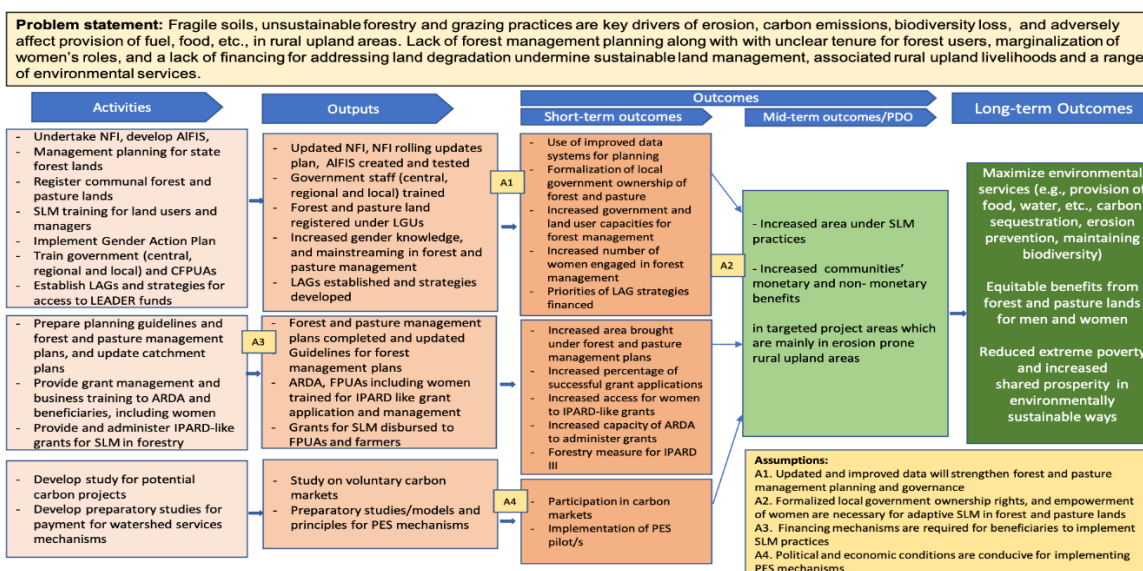 Problem statement: Fragile soils, unsustainable forestry and grazing practices are key drivers of erosion, carbon emissions, biodiversity loss, and adversely
affect provision of fuel, food, etc., in rural upland areas. Lack of forest management planning along with with unclear tenure for forest users, marginalization of
women's roles, and a lack of financing for addressing land degradation undermine sustainable land management, associated rural upland livelihoods and a range
of environmental services.
Activities
- Undertake NFI, develop AlFIS,
- Management planning for state
forest lands
- Register communal forest and
pasture lands
- SLM training for land users and
managers
- Implement Gender Action Plan
- Train government (central,
regional and local) and CFPUAs
- Establish LAGs and strategies for
access to LEADER funds
- Prepare planning guidelines and
forest and pasture management
plans, and update catchment
plans
- Provide grant management and
business training to ARDA and
beneficiaries, including women
- Provide and administer IPARD-like
grants for SLM in forestry
- Develop study for potential
carbon projects
- Develop preparatory studies for
payment for watershed services
mechanisms
Outputs
- Updated NFI, NFI rolling updates
plan, AlFIS created and tested
- Government staff (central,
regional and local) trained
- Forest and pasture land
registered under LGUs
- Increased gender knowledge,
and mainstreaming in forest and
pasture management
- LAGs established and strategies
developed
A3
- Forest and pasture management
plans completed and updated
Guidelines for forest
management plans
- ARDA, FPUAs including women
trained for IPARD like grant
application and management
- Grants for SLM disbursed to
FPUAs and farmers
- Study on voluntary carbon
markets
- Preparatory studies/models and
principles for PES mechanisms
Outcomes
Short-term outcomes
A1
- Use of improved data
systems for planning
- Formalization of local
government ownership of
forest and pasture
- Increased government and
land user capacities for
forest management
- Increased number of
women engaged in forest
management
- Priorities of LAG strategies
financed
- Increased area brought
under forest and pasture
management plans
- Increased percentage of
successful grant applications
- Increased access for women
to IPARD-like grants
- Increased capacity of ARDA
to administer grants
- Forestry measure for IPARD
III
A4
- Participation in carbon
markets
- Implementation of PES
pilot/s
Mid-term outcomes/PDO
A2
- Increased area under SLM
practices
- Increased communities'
monetary and non- monetary
benefits
in targeted project areas which
are mainly in erosion prone
rural upland areas
Long-term Outcomes
Maximize environmental
services (e.g., provision of
food, water, etc., carbon
sequestration, erosion
prevention, maintaining
biodiversity)
Equitable benefits from
forest and pasture lands
for men and women
Reduced extreme poverty
and increased
shared prosperity in
environmentally
sustainable ways
Assumptions:
A1. Updated and improved data will strengthen forest and pasture
management planning and governance
A2. Formalized local government ownership rights, and empowerment
of women are necessary for adaptive SLM in forest and pasture lands
A3. Financing mechanisms are required for beneficiaries to implement
SLM practices
A4. Political and economic conditions are conducive for implementing
PES mechanisms